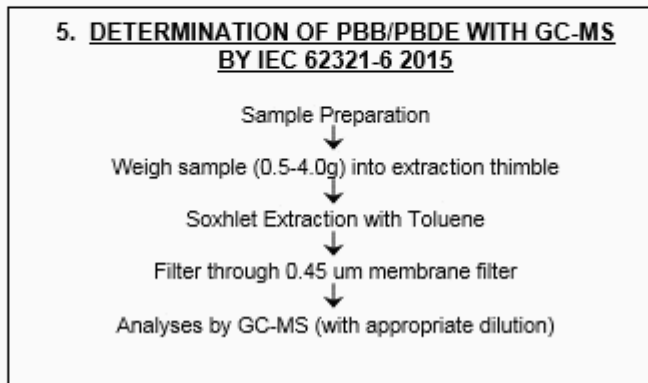 5. DETERMINATION OF PBB/PBDE WITH GC-MS
BY IEC 62321-6 2015
Sample Preparation
Weigh sample (0.5-4.0g) into extraction thimble
Soxhlet Extraction with Toluene
Filter through 0.45 um membrane filter
Analyses by GC-MS (with appropriate dilution)